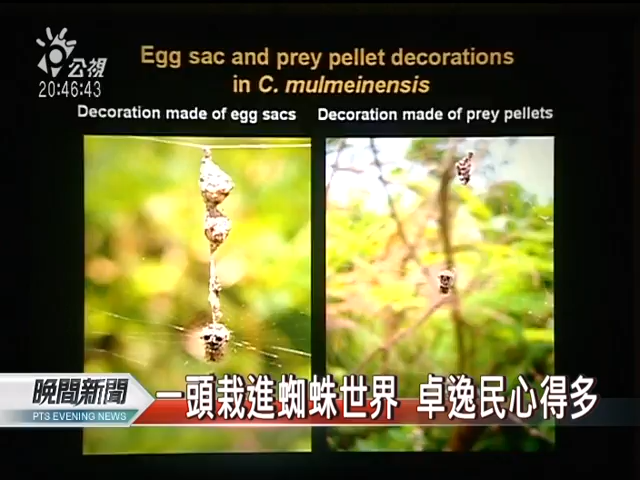 公視
20:46:43
Egg sac and prey pellet decorations
in C. mulmeinensis
Decoration made of egg sacs
Decoration made of prey pellets
晚間新聞
PTS EVENING NEWS
一頭栽進蜘蛛世界 卓逸民心得多